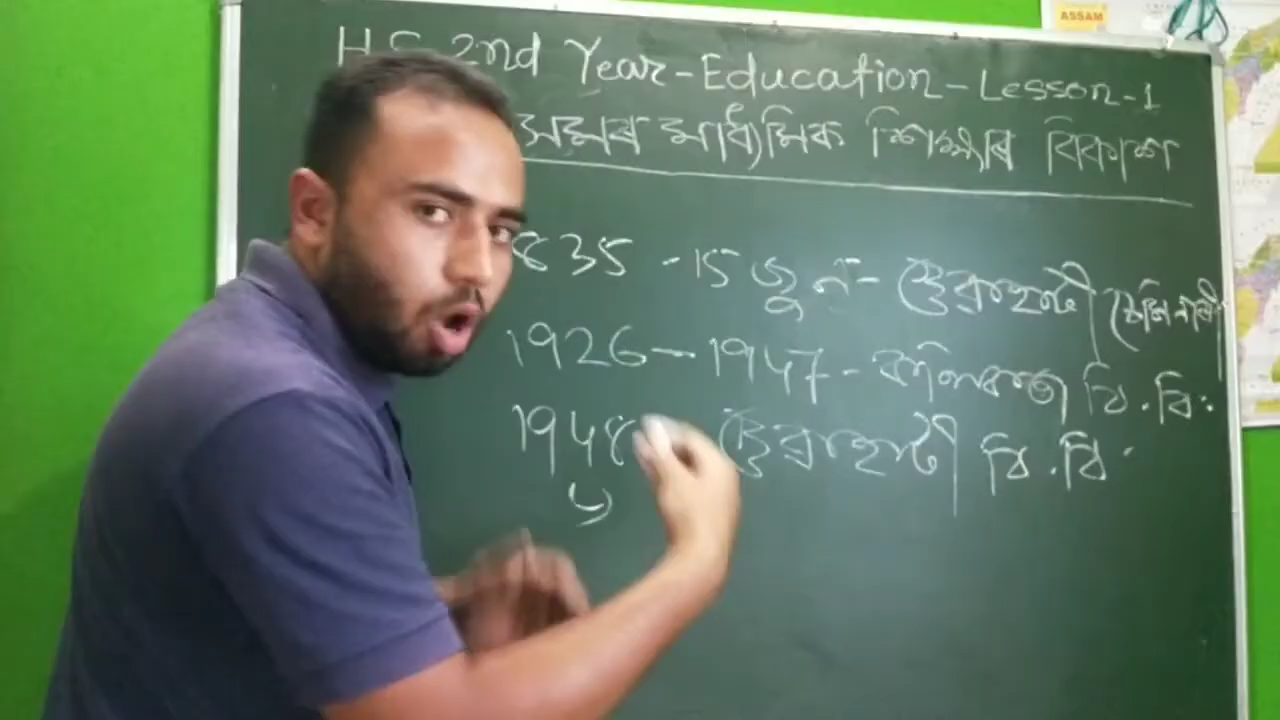 ASSAM
H.S 2nd Year - Education - Lesson - 1
অসমৰ মাধ্যমিক শিক্ষাৰ বিকাশ
835 - 15 জুন - গুৱাহাটী চেমিনাৰী
1926 - 1947 - কলিকতা বি.বি.
1948 গুৱাহাটী বি.বি.